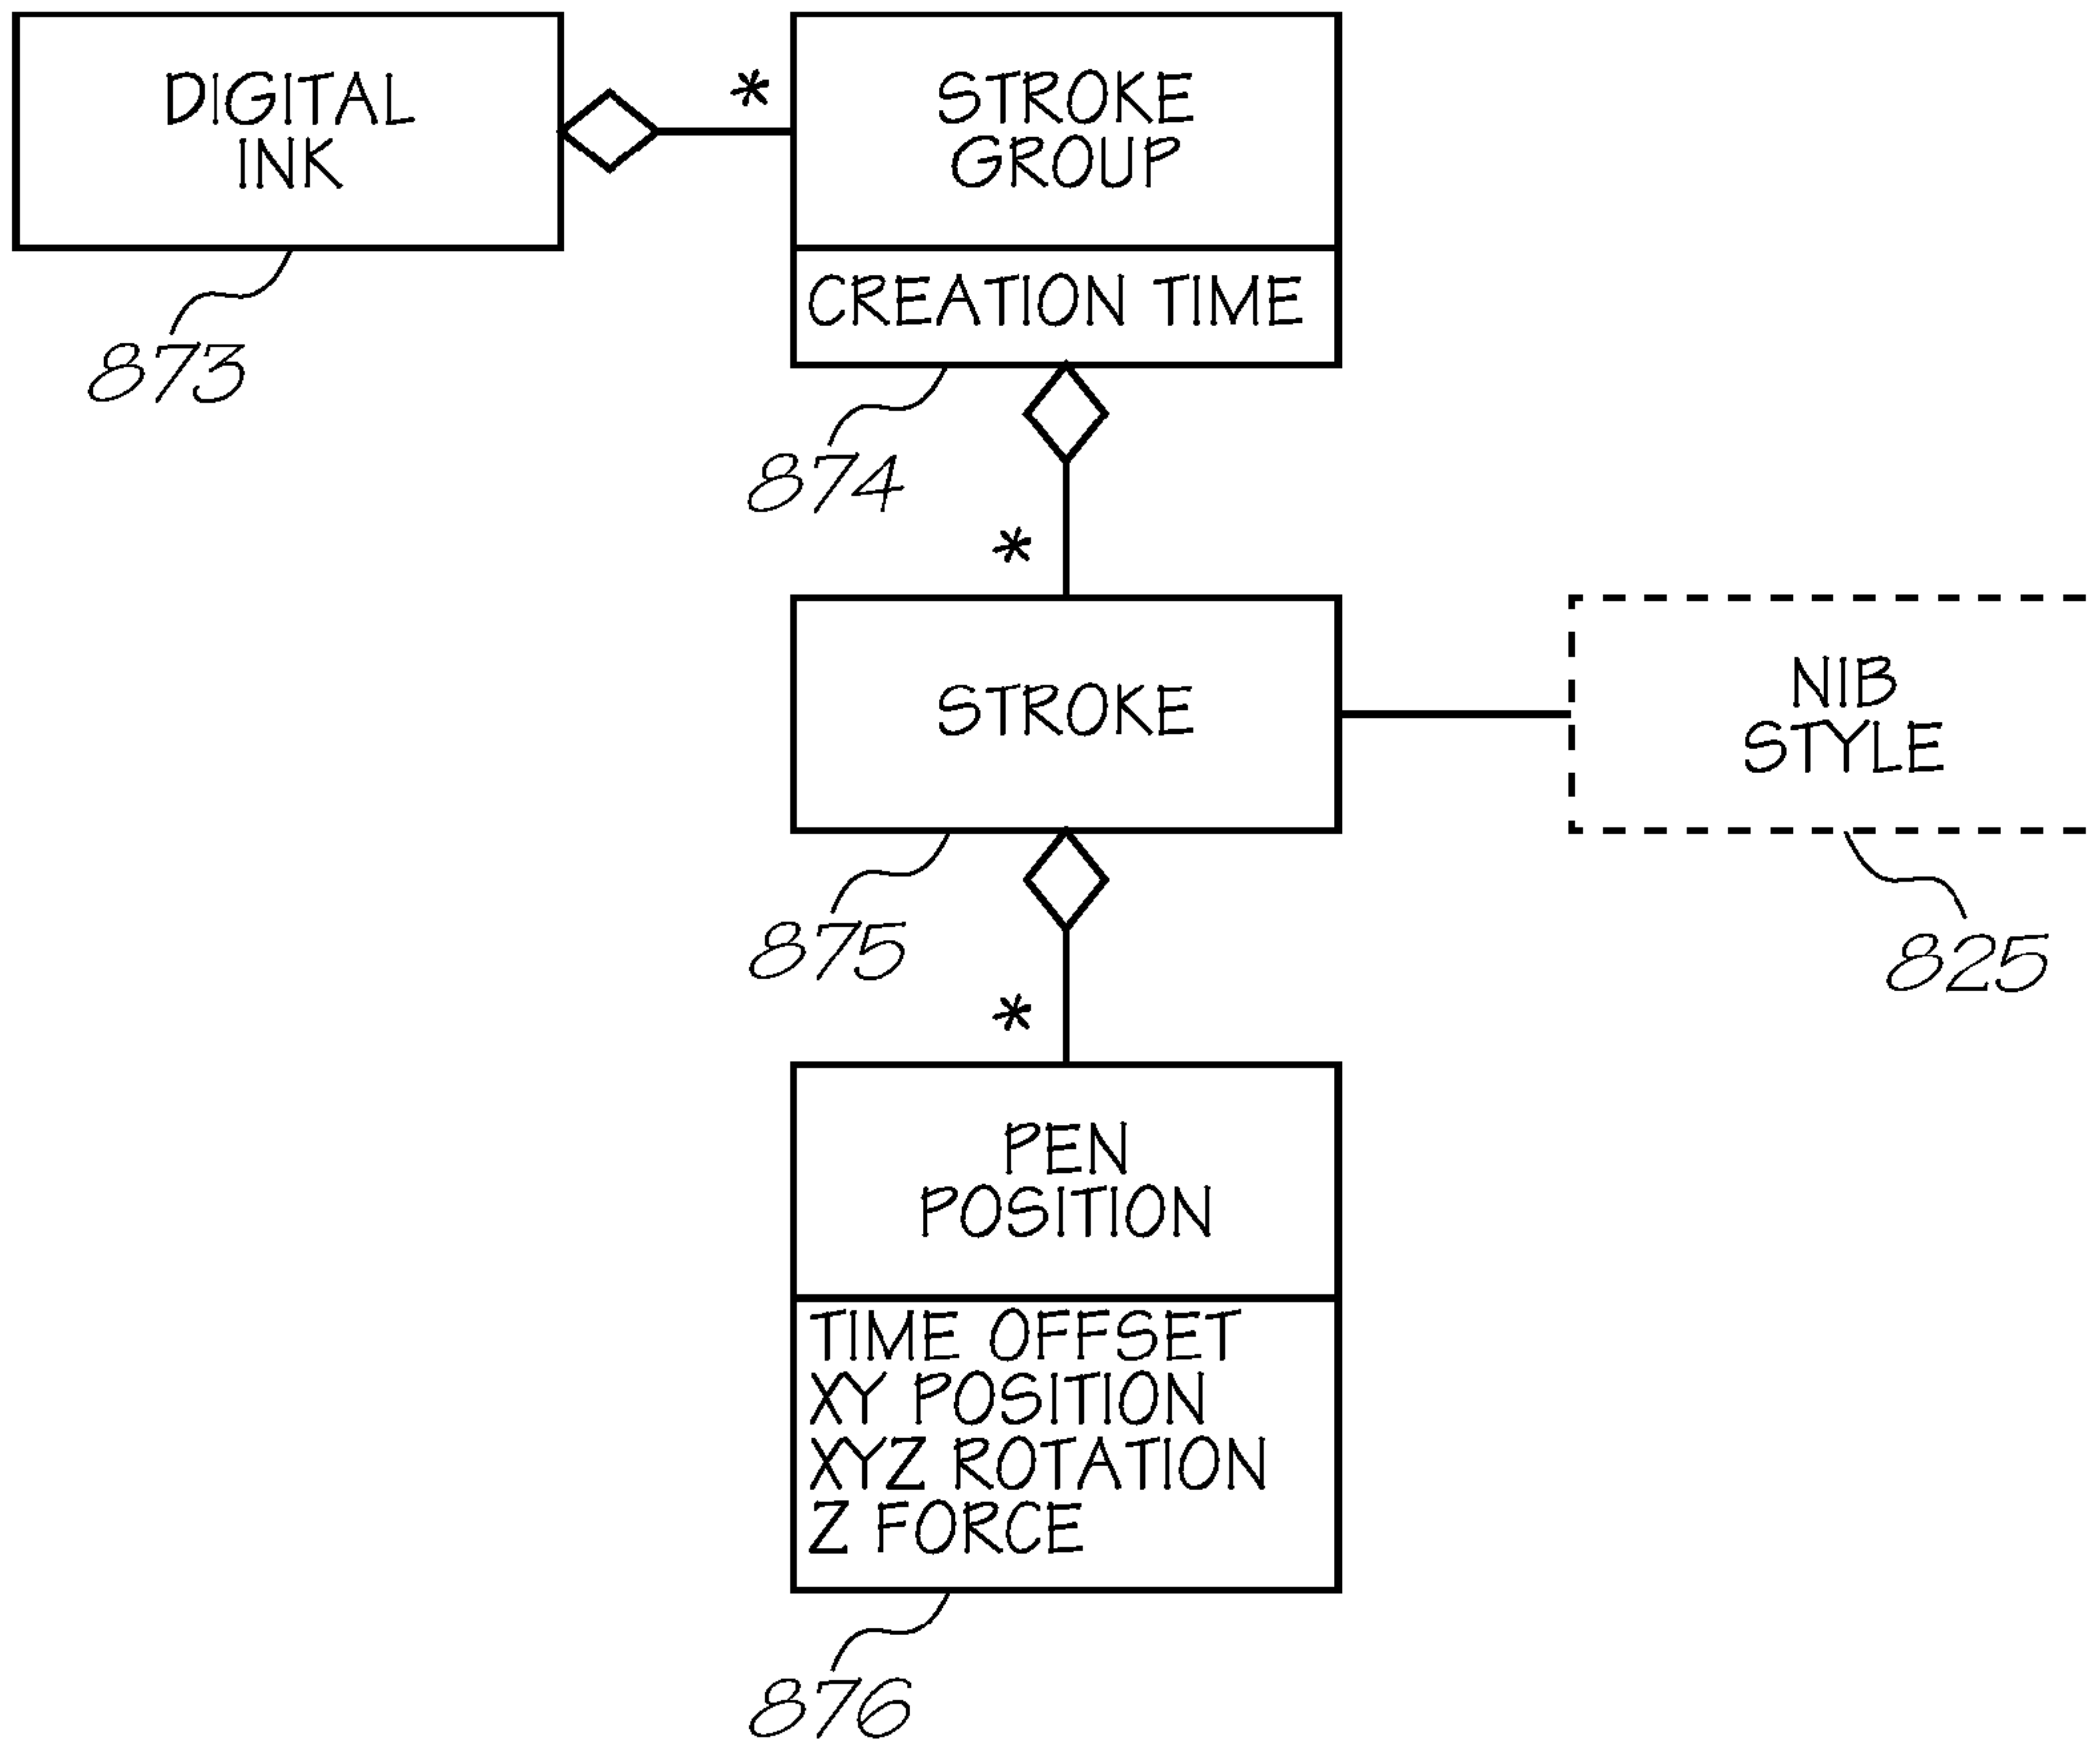 DIGITAL
INK
*
STROKE
GROUP
CREATION TIME
873
874
*
STROKE
NIB
STYLE
875
825
*
PEN
POSITION
TIME OFFSET
XY POSITION
XYZ ROTATION
Z FORCE
876